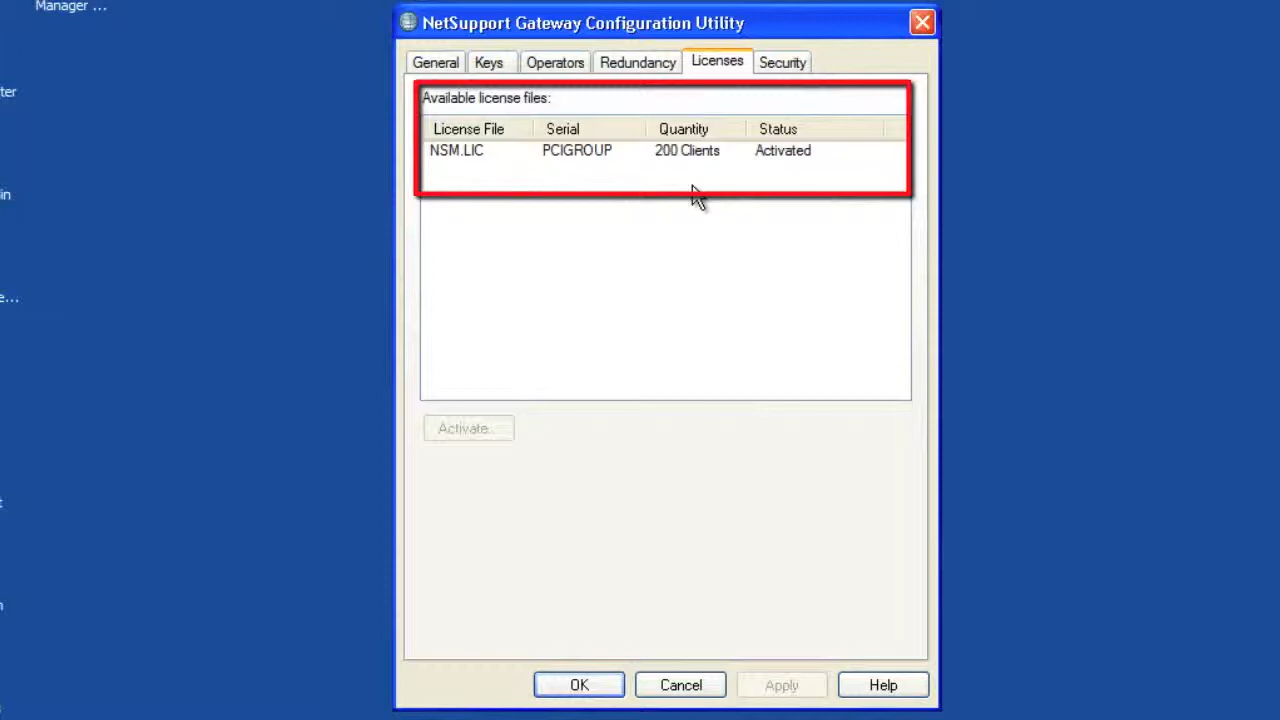 Manager ...
ter
in
e...
t
n
NetSupport Gateway Configuration Utility
General Keys Operators Redundancy Licenses Security
Available license files:
License File Serial Quantity Status
NSM.LIC PCIGROUP 200 Clients Activated
Activate...
OK Cancel Apply Help